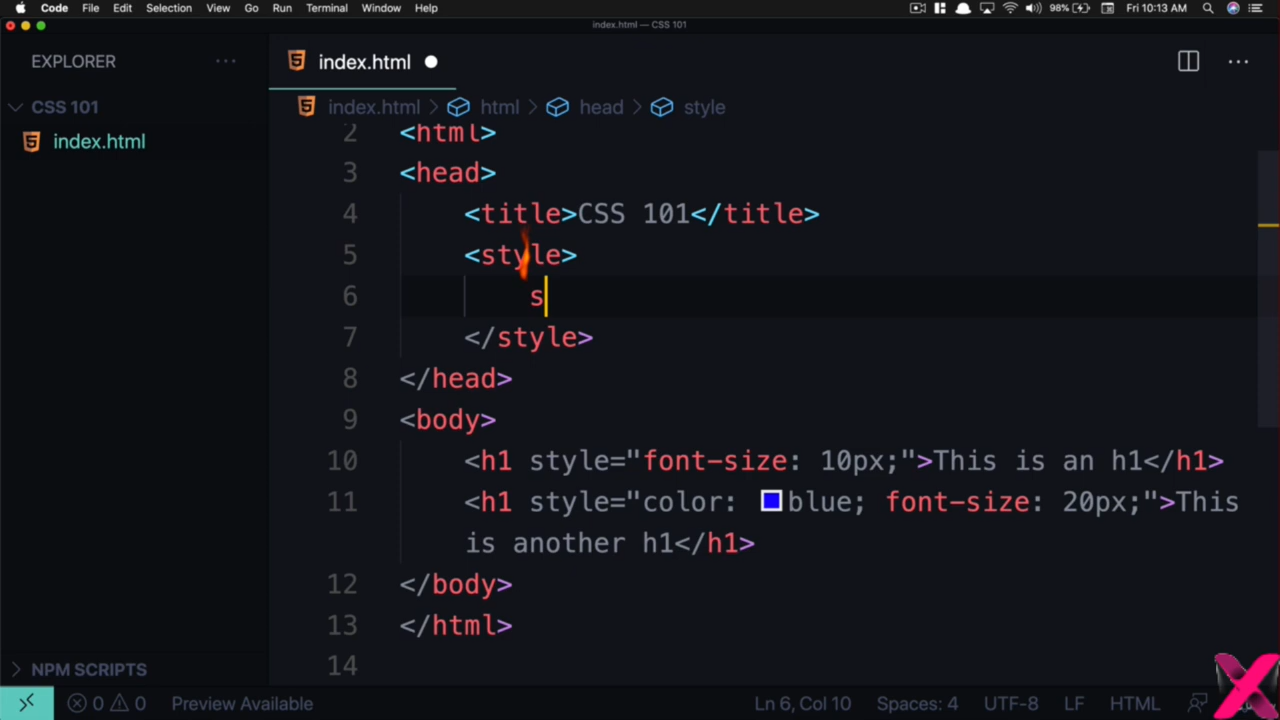 Code File Edit Selection View Go Run Terminal Window Help 98% Fri 10:13 AM
index.html — CSS 101
EXPLORER
index.html
CSS 101
index.html > html > head > style
index.html
2 <html>
3 <head>
4 <title>CSS 101</title>
5 <style>
6 s
7 </style>
8 </head>
9 <body>
10 <h1 style="font-size: 10px;">This is an h1</h1>
11 <h1 style="color: blue; font-size: 20px;">This
is another h1</h1>
12 </body>
13 </html>
14
NPM SCRIPTS
0 0 Preview Available Ln 6, Col 10 Spaces: 4 UTF-8 LF HTML
X